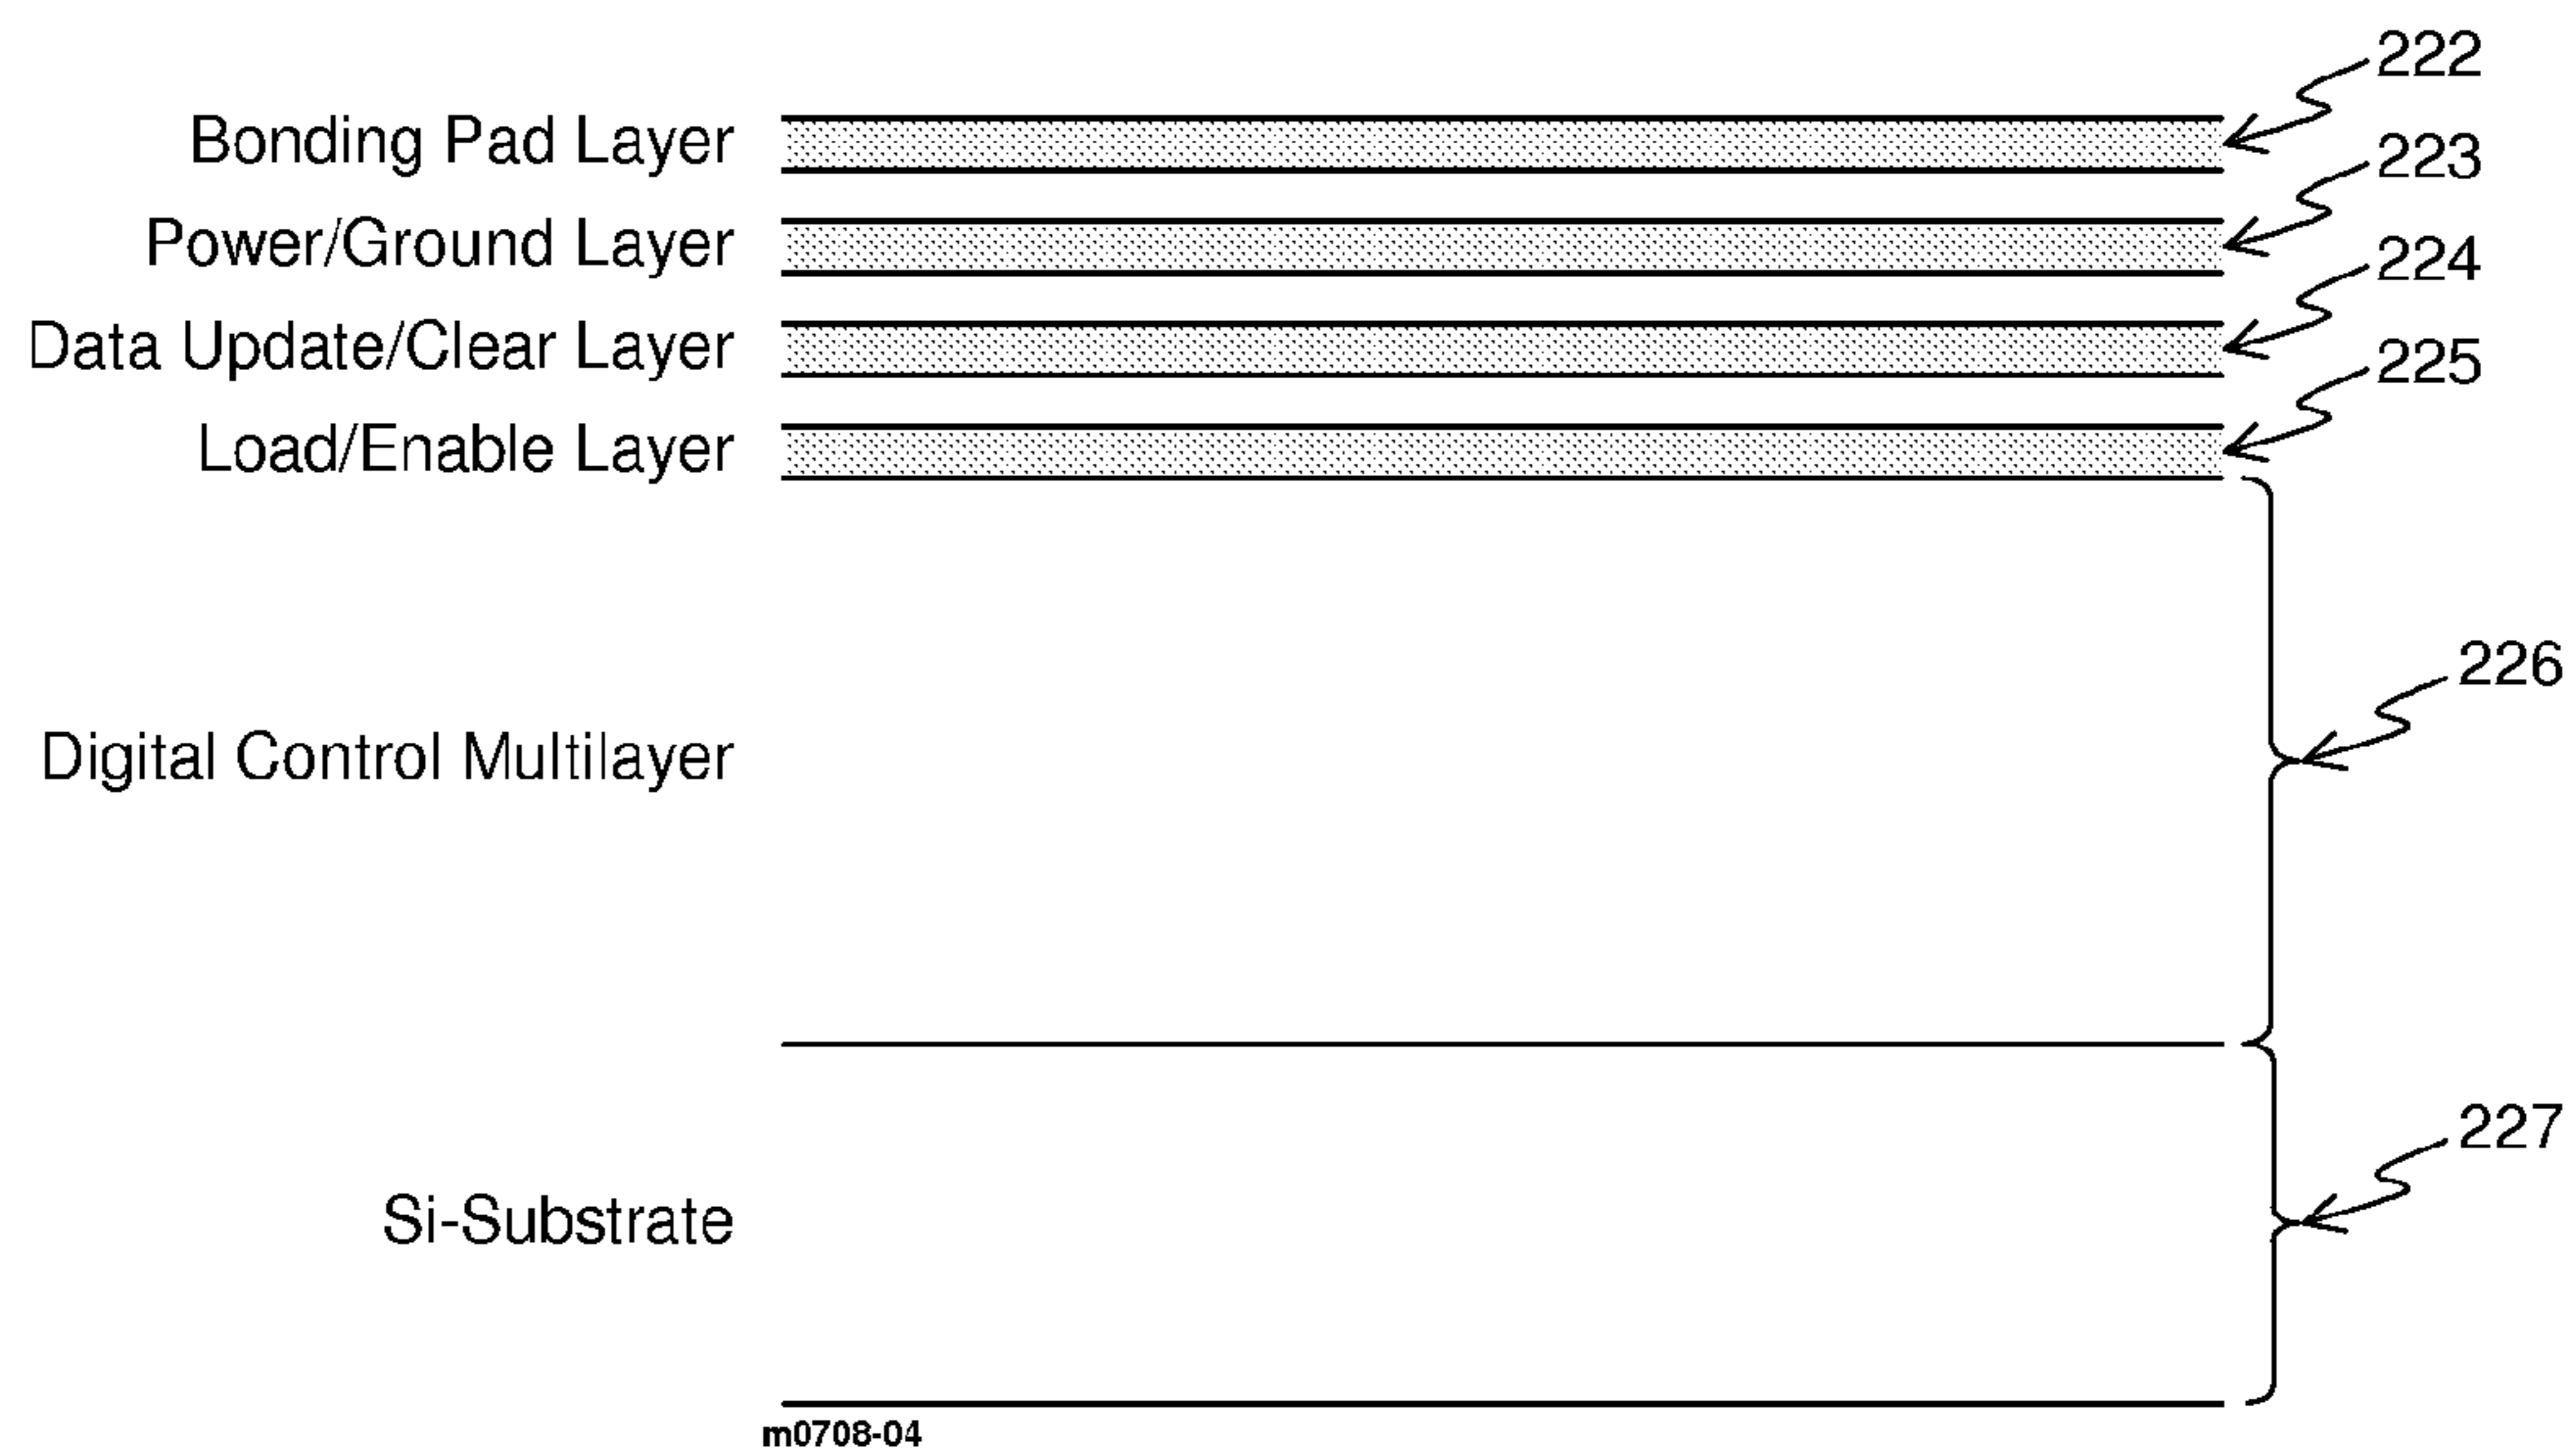 222
Bonding Pad Layer
223
Power/Ground Layer
224
Data Update/Clear Layer
225
Load/Enable Layer
226
Digital Control Multilayer
227
Si-Substrate
m0708-04